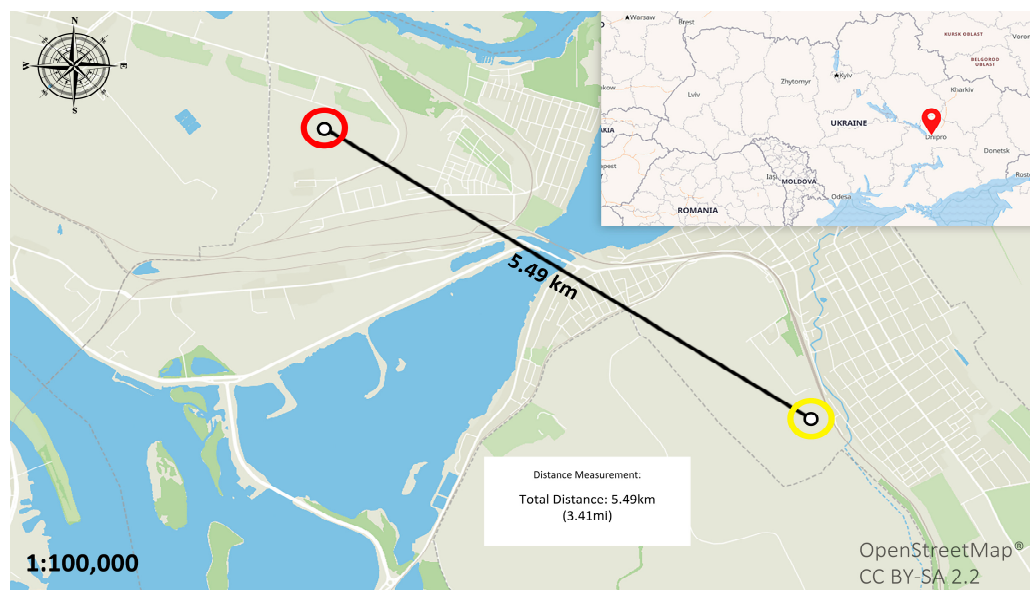 N
W
E
S
Warsaw
Brest
KURSK OBLAST
BELGOROD
OBLAST
Zhytomyr
Kyiv
Kharkiv
Lviv
UKRAINE
Dnipro
Donetsk
Iași
MOLDOVA
Odesa
ROMANIA
5.49 km
Distance Measurement:
Total Distance: 5.49km
(3.41mi)
1:100,000
OpenStreetMap®
CC BY-SA 2.2